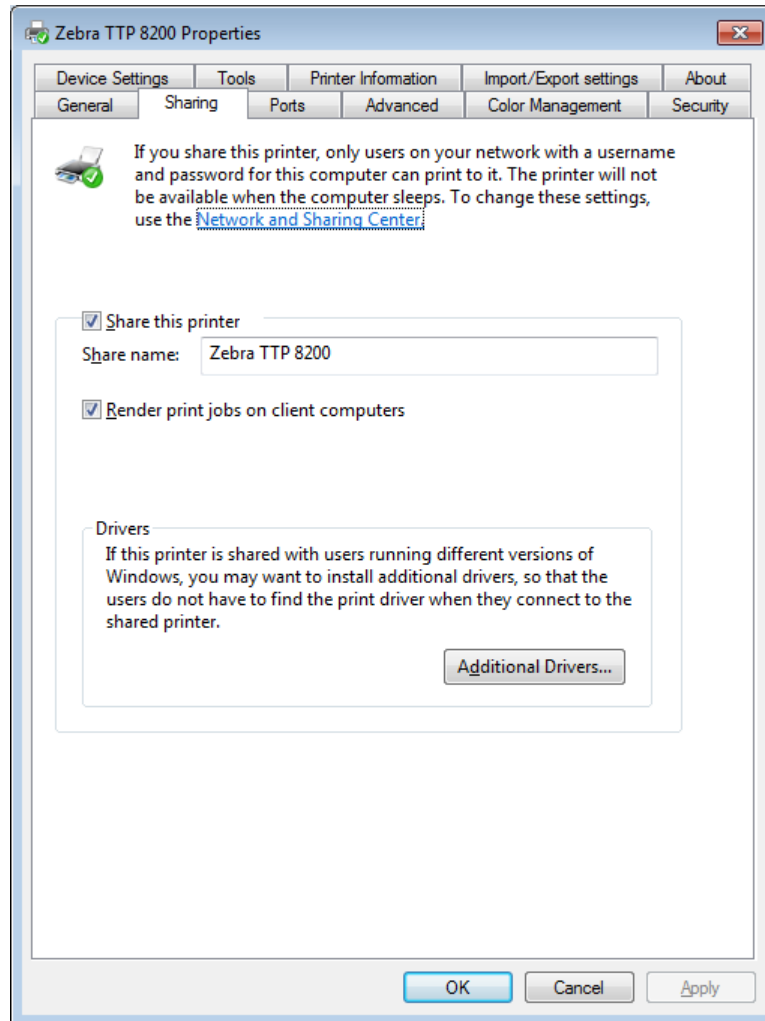 Zebra TTP 8200 Properties
Device Settings Tools Printer Information Import/Export settings About
General Sharing Ports Advanced Color Management Security
If you share this printer, only users on your network with a username
and password for this computer can print to it. The printer will not
be available when the computer sleeps. To change these settings,
use the Network and Sharing Center.
Share this printer
Share name: Zebra TTP 8200
Render print jobs on client computers
Drivers
If this printer is shared with users running different versions of
Windows, you may want to install additional drivers, so that the
users do not have to find the print driver when they connect to the
shared printer.
Additional Drivers...
OK Cancel Apply